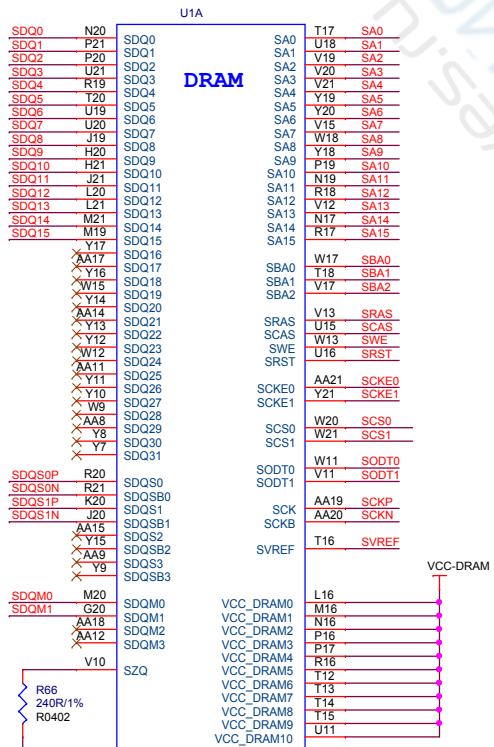 U1A
DRAM
SDQ0 N20 SDQ0
SDQ1 P21 SDQ1
SDQ2 P20 SDQ2
SDQ3 U21 SDQ3
SDQ4 R19 SDQ4
SDQ5 T20 SDQ5
SDQ6 U19 SDQ6
SDQ7 U20 SDQ7
SDQ8 J19 SDQ8
SDQ9 H20 SDQ9
SDQ10 H21 SDQ10
SDQ11 J21 SDQ11
SDQ12 L20 SDQ12
SDQ13 L21 SDQ13
SDQ14 M21 SDQ14
SDQ15 M19 SDQ15
Y17 SDQ16
AA17 SDQ17
Y16 SDQ18
W15 SDQ19
Y14 SDQ20
AA14 SDQ21
Y13 SDQ22
Y12 SDQ23
W12 SDQ24
AA11 SDQ25
Y11 SDQ26
Y10 SDQ27
W9 SDQ28
AA8 SDQ29
Y8 SDQ30
Y7 SDQ31
SDQS0P R20 SDQS0
SDQS0N R21 SDQSB0
SDQS1P K20 SDQS1
SDQS1N J20 SDQSB1
AA15 SDQS2
Y15 SDQSB2
AA9 SDQS3
Y9 SDQSB3
SDQM0 M20 SDQM0
SDQM1 G20 SDQM1
AA18 SDQM2
AA12 SDQM3
V10 SZQ
R66
240R/1%
R0402
SA0 T17 SA0
SA1 U18 SA1
SA2 V19 SA2
SA3 V20 SA3
SA4 V21 SA4
SA5 Y19 SA5
SA6 Y20 SA6
SA7 V15 SA7
SA8 W18 SA8
SA9 Y18 SA9
SA10 P19 SA10
SA11 N19 SA11
SA12 R18 SA12
SA13 V12 SA13
SA14 N17 SA14
SA15 R17 SA15
SBA0 W17 SBA0
SBA1 T18 SBA1
SBA2 V17 SBA2
SRAS V13 SRAS
SCAS U15 SCAS
SWE W13 SWE
SRST U16 SRST
SCKE0 AA21 SCKE0
SCKE1 Y21 SCKE1
SCS0 W20 SCS0
SCS1 W21 SCS1
SODT0 W11 SODT0
SODT1 V11 SODT1
SCK AA19 SCKP
SCKB AA20 SCKN
SVREF T16 SVREF
VCC-DRAM
VCC_DRAM0 L16
VCC_DRAM1 M16
VCC_DRAM2 N16
VCC_DRAM3 P16
VCC_DRAM4 P17
VCC_DRAM5 R16
VCC_DRAM6 T12
VCC_DRAM7 T13
VCC_DRAM8 T14
VCC_DRAM9 T15
VCC_DRAM10 U11